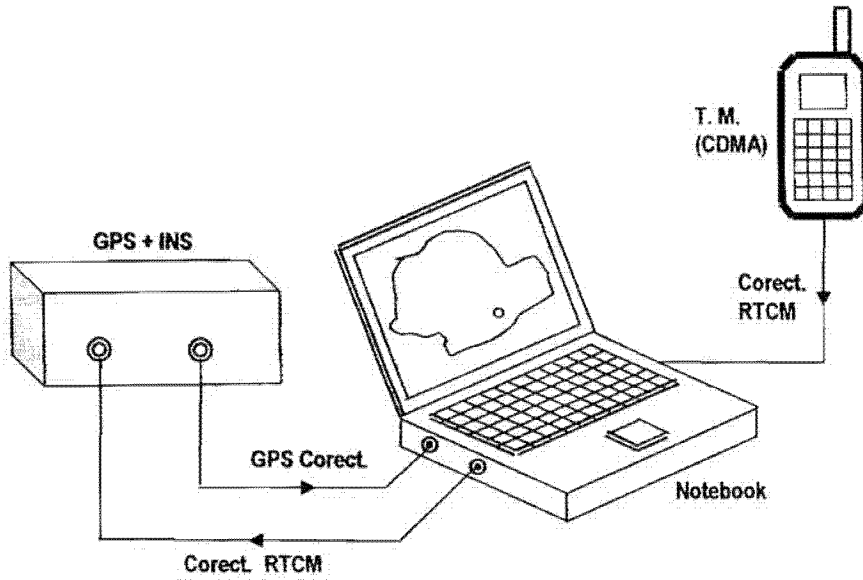 T. M.
(CDMA)
GPS + INS
Corect.
RTCM
GPS Corect.
Notebook
Corect. RTCM